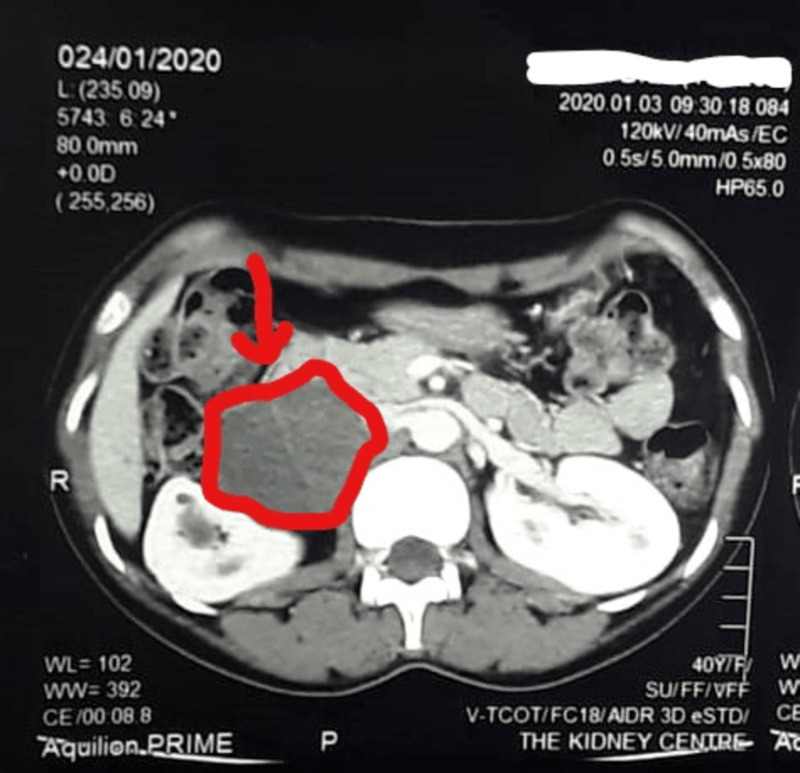 024/01/2020
L: (235.09)
5743: 6:24*
80.0mm
+0.0D
( 255,256)
2020.01.03 09:30:18.084
120kV/ 40mAs /EC
0.5s/ 5.0mm /0.5x80
HP65.0
R
WL= 102
WW= 392
CE/00:08.8
Aquilion PRIME
P
40Y/F/
SU/FF/VFF
V-TCOT/FC18/AIDR 3D eSTD/
THE KIDNEY CENTRE
W
W
CE
Aq